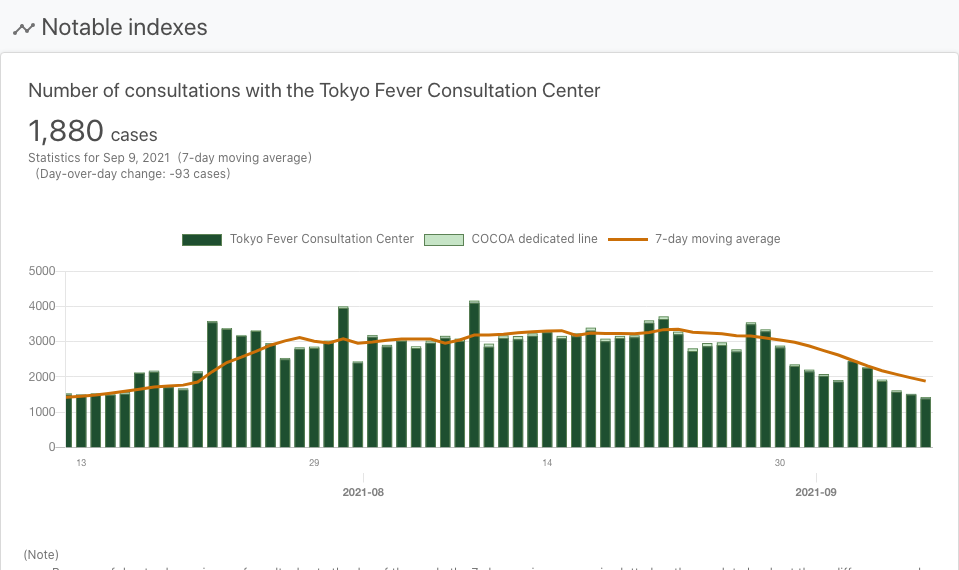 Notable indexes
Number of consultations with the Tokyo Fever Consultation Center
1,880 cases
Statistics for Sep 9, 2021 (7-day moving average)
(Day-over-day change: -93 cases)
Tokyo Fever Consultation Center COCOA dedicated line 7-day moving average
5000
4000
3000
2000
1000
0
13 29 14 30
2021-08 2021-09
(Note)